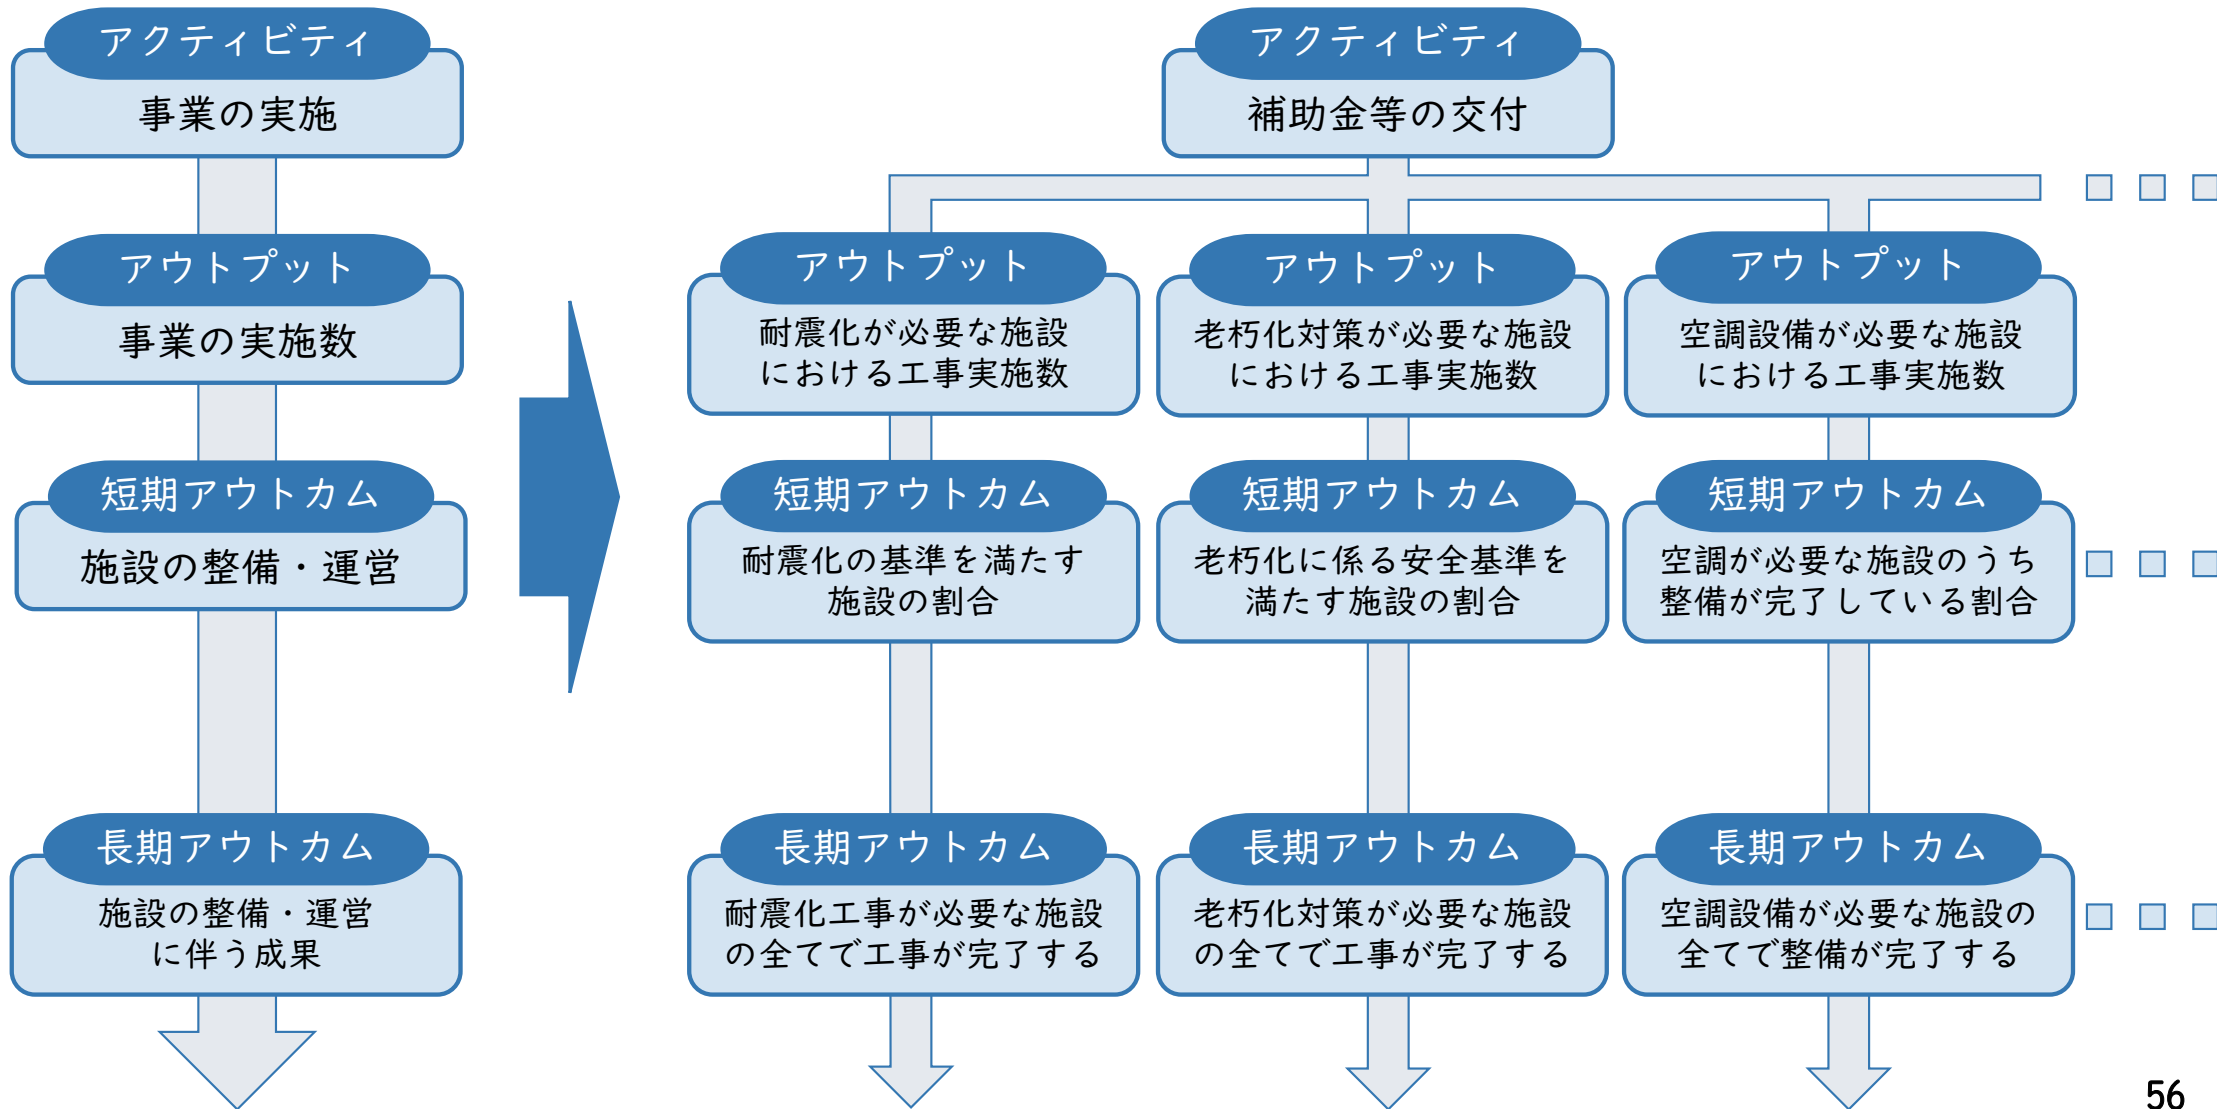 アクティビティ
事業の実施
アウトプット
事業の実施数
短期アウトカム
施設の整備・運営
長期アウトカム
施設の整備・運営
に伴う成果
アクティビティ
補助金等の交付
アウトプット
耐震化が必要な施設
における工事実施数
短期アウトカム
耐震化の基準を満たす
施設の割合
長期アウトカム
耐震化工事が必要な施設
の全てで工事が完了する
アウトプット
老朽化対策が必要な施設
における工事実施数
短期アウトカム
老朽化に係る安全基準を
満たす施設の割合
長期アウトカム
老朽化対策が必要な施設
の全てで工事が完了する
アウトプット
空調設備が必要な施設
における工事実施数
短期アウトカム
空調が必要な施設のうち
整備が完了している割合
長期アウトカム
空調設備が必要な施設の
全てで整備が完了する
56